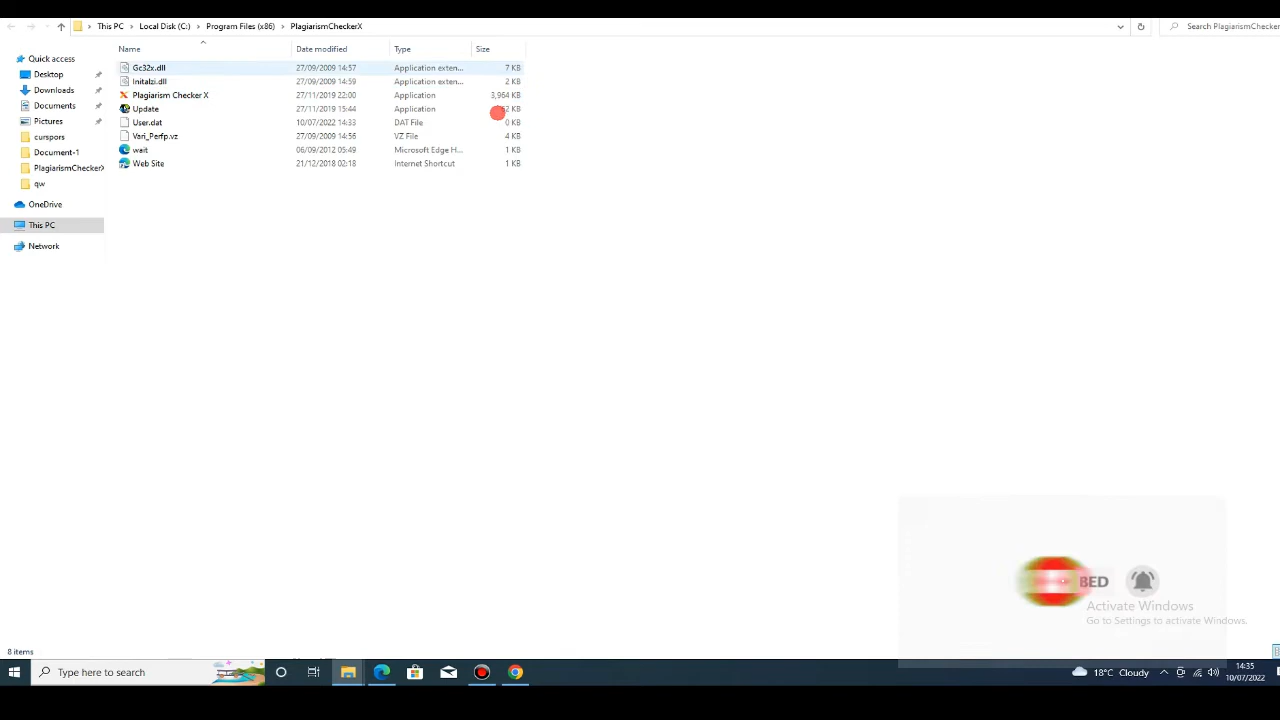 This PC > Local Disk (C:) > Program Files (x86) > PlagiarismCheckerX
Search PlagiarismChecker
Name Date modified Type Size
Quick access
Desktop
Downloads
Documents
Pictures
curspors
Document-1
PlagiarismCheckerX
qw
OneDrive
This PC
Network
Gc32x.dll 27/09/2009 14:57 Application exten... 7 KB
Initalzi.dll 27/09/2009 14:59 Application exten... 2 KB
Plagiarism Checker X 27/11/2019 22:00 Application 3,964 KB
Update 27/11/2019 15:44 Application KB
User.dat 10/07/2022 14:33 DAT File 0 KB
Vari_Perfp.vz 27/09/2009 14:56 VZ File 4 KB
wait 06/09/2012 05:49 Microsoft Edge H... 1 KB
Web Site 21/12/2018 02:18 Internet Shortcut 1 KB
BED
Activate Windows
Go to Settings to activate Windows.
8 items
Type here to search
18°C Cloudy
14:35
10/07/2022